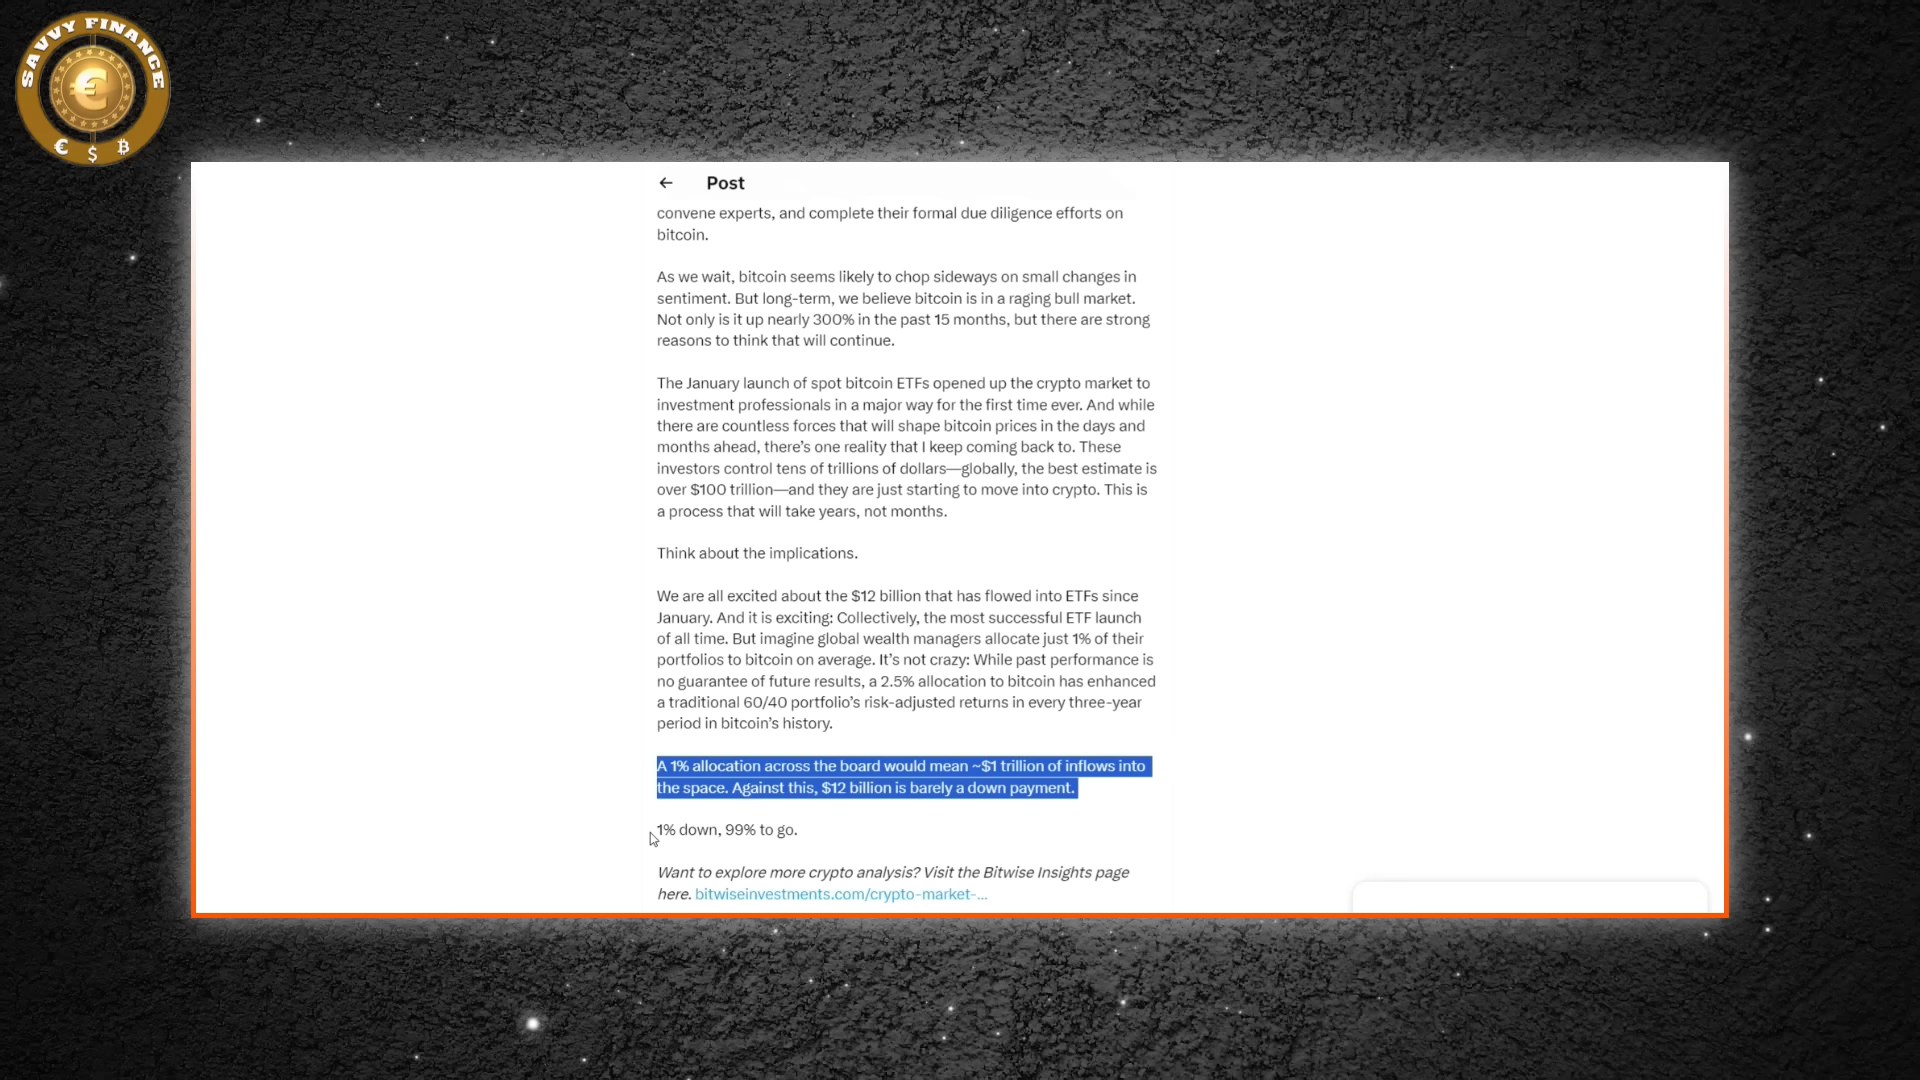 SAVVY FINANCE
€
€ $ ₿
← Post
convene experts, and complete their formal due diligence efforts on
bitcoin.
As we wait, bitcoin seems likely to chop sideways on small changes in
sentiment. But long-term, we believe bitcoin is in a raging bull market.
Not only is it up nearly 300% in the past 15 months, but there are strong
reasons to think that will continue.
The January launch of spot bitcoin ETFs opened up the crypto market to
investment professionals in a major way for the first time ever. And while
there are countless forces that will shape bitcoin prices in the days and
months ahead, there’s one reality that I keep coming back to. These
investors control tens of trillions of dollars—globally, the best estimate is
over $100 trillion—and they are just starting to move into crypto. This is
a process that will take years, not months.
Think about the implications.
We are all excited about the $12 billion that has flowed into ETFs since
January. And it is exciting: Collectively, the most successful ETF launch
of all time. But imagine global wealth managers allocate just 1% of their
portfolios to bitcoin on average. It’s not crazy: While past performance is
no guarantee of future results, a 2.5% allocation to bitcoin has enhanced
a traditional 60/40 portfolio’s risk-adjusted returns in every three-year
period in bitcoin’s history.
A 1% allocation across the board would mean ~$1 trillion of inflows into
the space. Against this, $12 billion is barely a down payment.
1% down, 99% to go.
Want to explore more crypto analysis? Visit the Bitwise Insights page
here. bitwiseinvestments.com/crypto-market-…